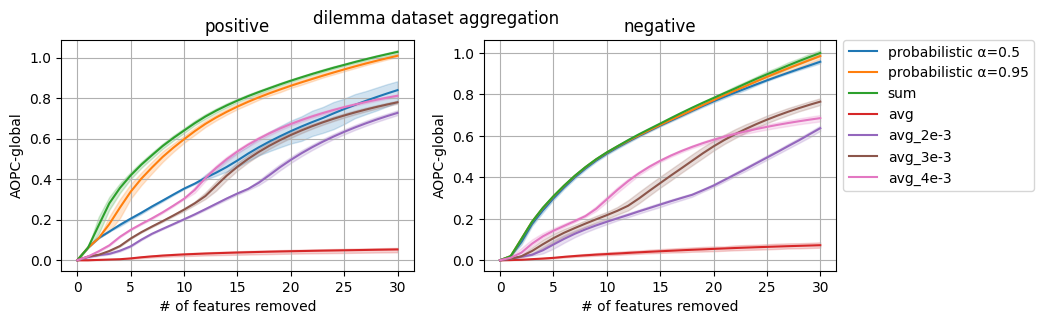 dilemma dataset aggregation
positive
AOPC-global
1.0
0.8
0.6
0.4
0.2
0.0
0 5 10 15 20 25 30
# of features removed
negative
AOPC-global
1.0
0.8
0.6
0.4
0.2
0.0
0 5 10 15 20 25 30
# of features removed
probabilistic α=0.5
probabilistic α=0.95
sum
avg
avg_2e-3
avg_3e-3
avg_4e-3